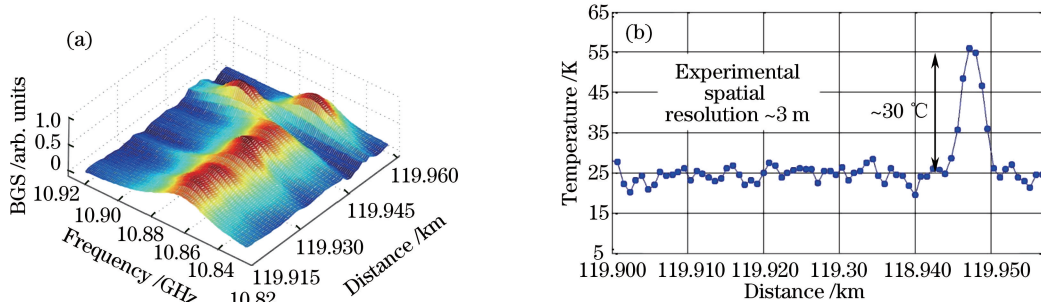 (a)
BGS /arb. units
1.0
0.5
0
10.92
10.90
10.88
10.86
10.84
10.82
Frequency /GHz
119.915
119.930
119.945
119.960
Distance /km
(b)
Temperature /K
65
55
45
35
25
15
5
Experimental
spatial
resolution ~3 m
~30 ℃
119.900 119.910 119.920 119.30 118.940 119.950
Distance /km